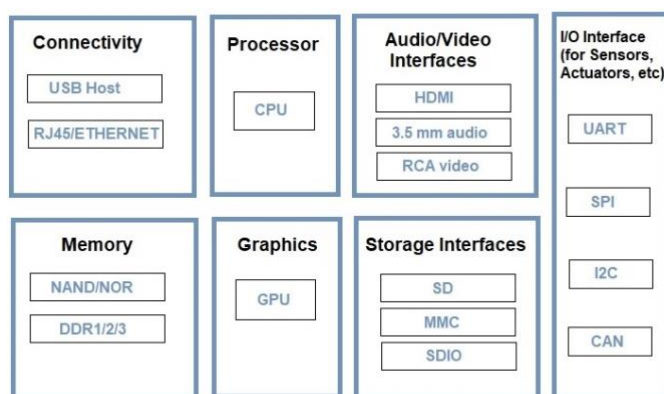 Connectivity
USB Host
RJ45/ETHERNET
Processor
CPU
Audio/Video
Interfaces
HDMI
3.5 mm audio
RCA video
I/O Interface
(for Sensors,
Actuators, etc)
UART
SPI
I2C
CAN
Memory
NAND/NOR
DDR1/2/3
Graphics
GPU
Storage Interfaces
SD
MMC
SDIO